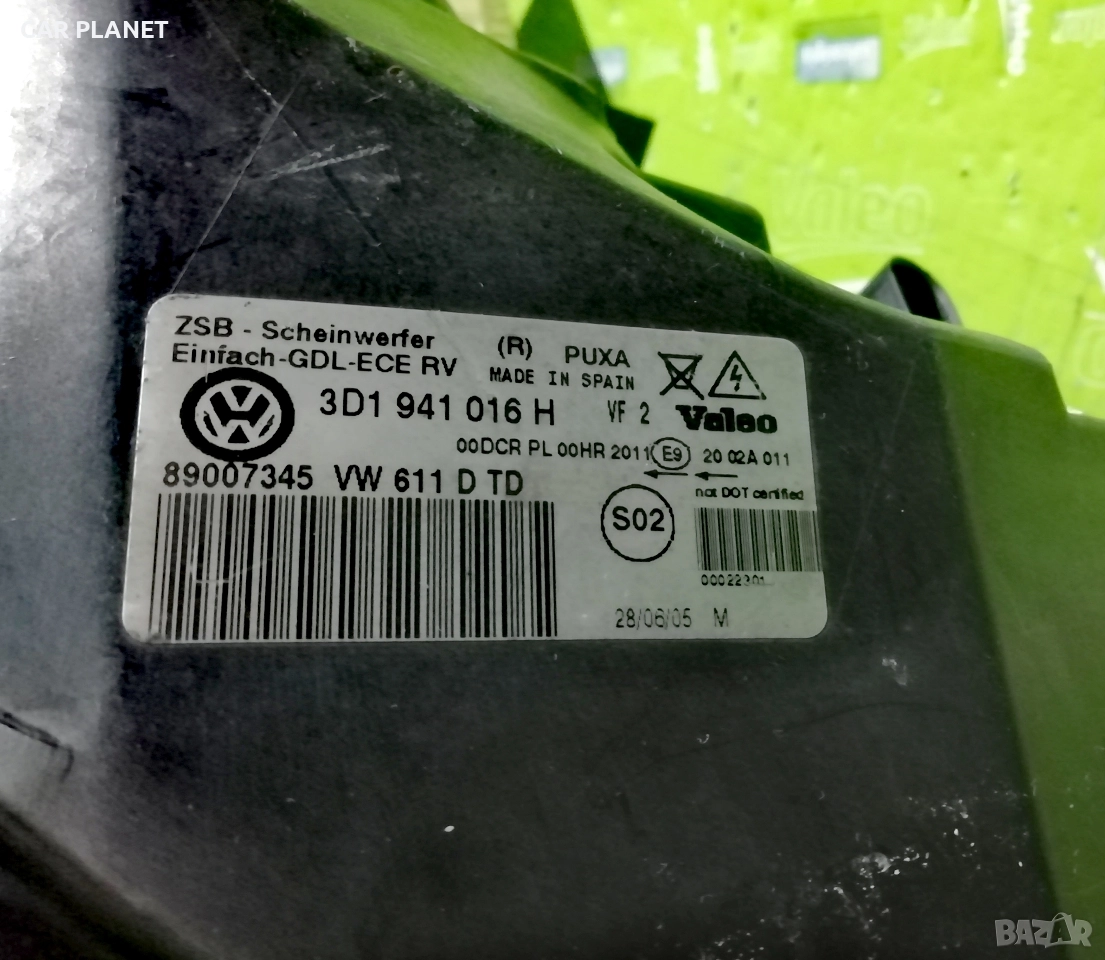 CAR PLANET
Valeo
ZSB - Scheinwerfer
Einfach-GDL-ECE RV
(R) PUXA
MADE IN SPAIN
3D1 941 016 H
VF 2 Valeo
00DCR PL 00HR 2011 E9 20 02A 011
not DOT certified
89007345 VW 611 D TD
S02
00022301
28/06/05 M
BAZAR